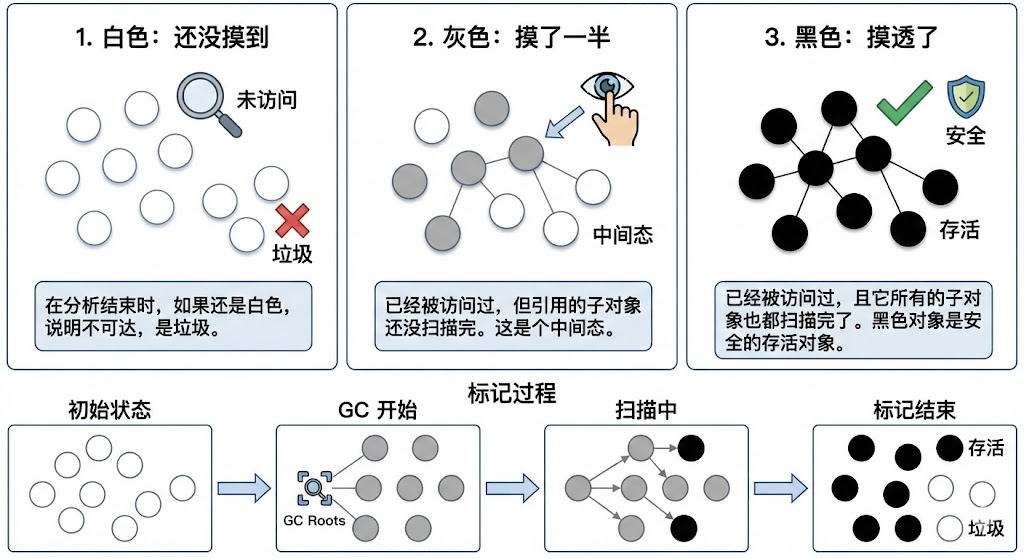 1. 白色：还没摸到
未访问
垃圾
在分析结束时，如果还是白色，
说明不可达，是垃圾。
2. 灰色：摸了一半
中间态
已经被访问过，但引用的子对象
还没扫描完。这是个中间态。
3. 黑色：摸透了
安全
存活
已经被访问过，且它所有的子对
象也都扫描完了。黑色对象是安
全的存活对象。
标记过程
初始状态
GC 开始
GC Roots
扫描中
标记结束
存活
垃圾